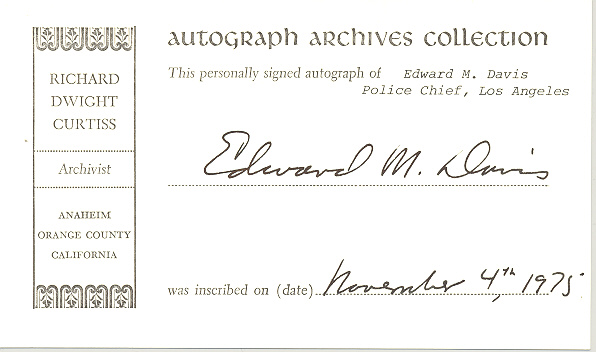 RICHARD
DWIGHT
CURTISS
Archivist
ANAHEIM
ORANGE COUNTY
CALIFORNIA
AUTOGRAPH ARCHIVES COLLECTION
This personally signed autograph of Edward M. Davis
Police Chief, Los Angeles
Edward M. Davis
was inscribed on (date) November 4th, 1975